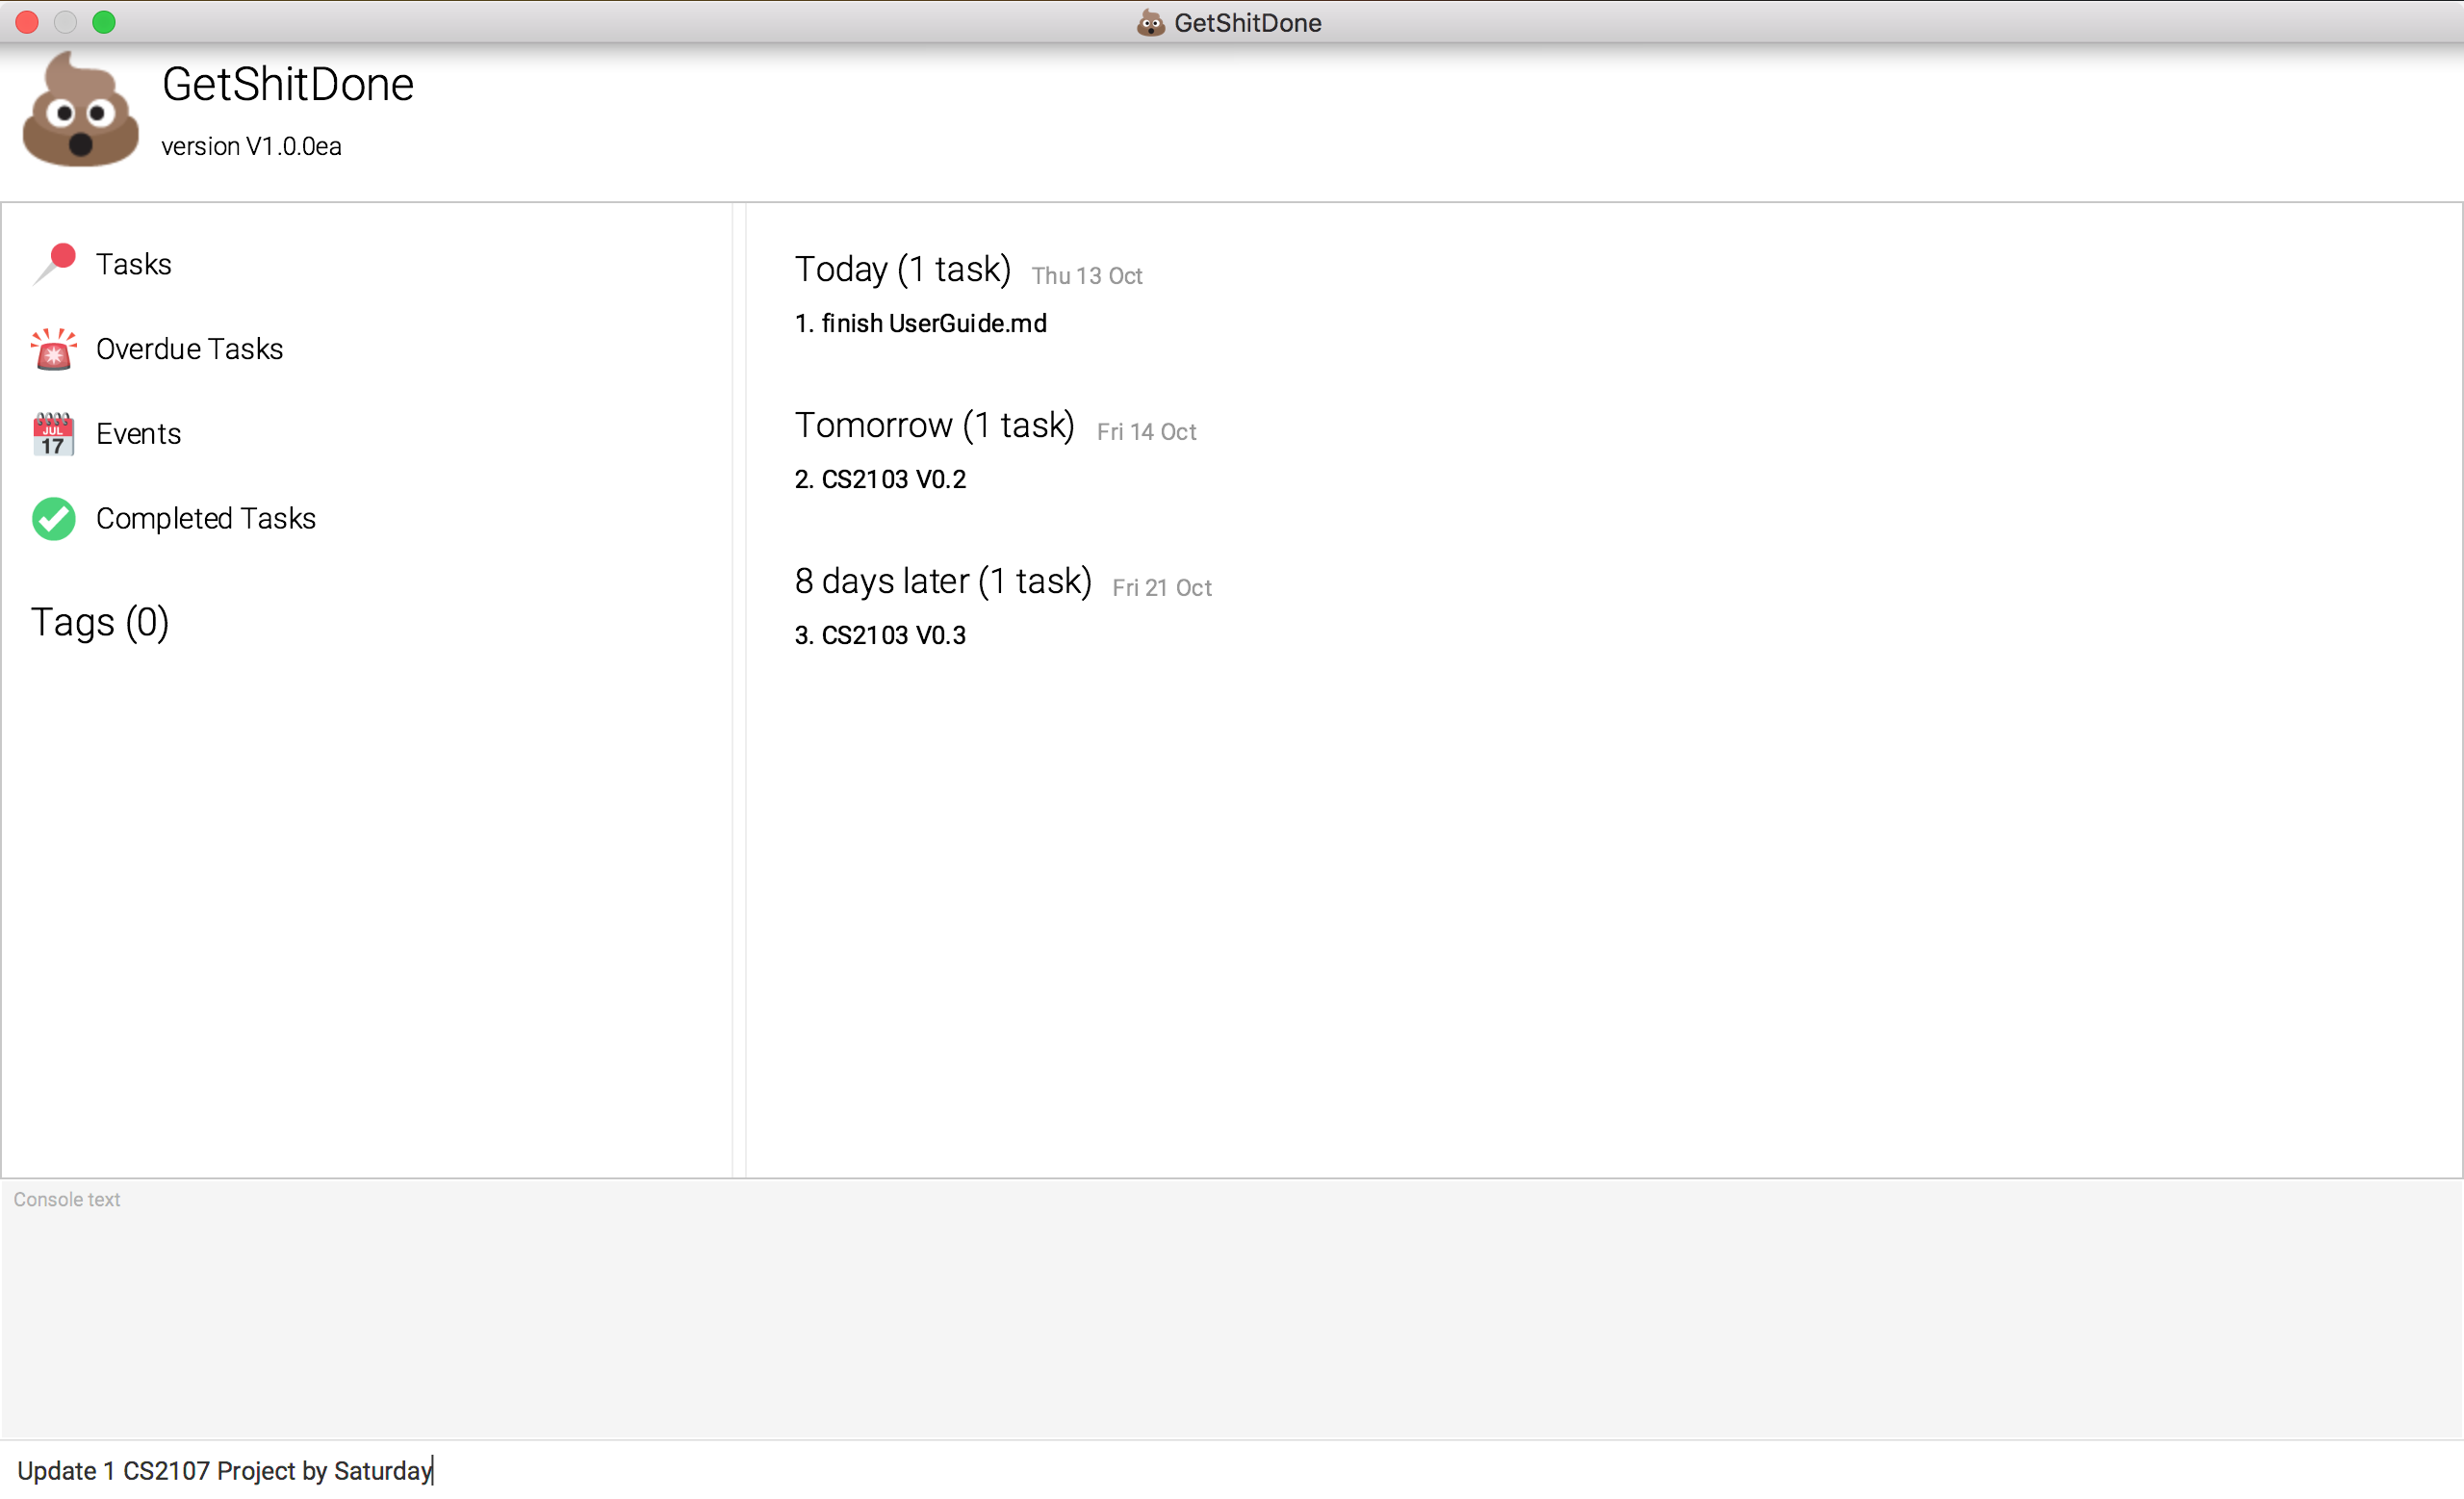 GetShitDone
GetShitDone
version V1.0.0ea
Tasks
Overdue Tasks
JUL
17
Events
Completed Tasks
Tags (0)
Today (1 task) Thu 13 Oct
1. finish UserGuide.md
Tomorrow (1 task) Fri 14 Oct
2. CS2103 V0.2
8 days later (1 task) Fri 21 Oct
3. CS2103 V0.3
Console text
Update 1 CS2107 Project by Saturday